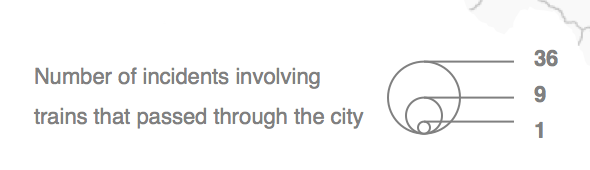 Number of incidents involving
trains that passed through the city
36
9
1